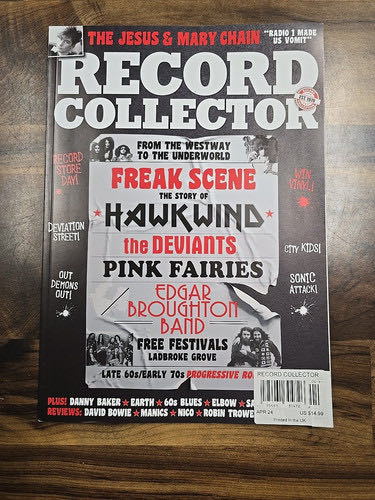 THE JESUS & MARY CHAIN
"RADIO 1 MADE
US VOMIT"
RECORD
COLLECTOR
FROM THE WESTWAY
TO THE UNDERWORLD
FREAK SCENE
THE STORY OF
HAWKWIND
the DEVIANTS
PINK FAIRIES
EDGAR
BROUGHTON
BAND
FREE FESTIVALS
LADBROKE GROVE
LATE 60s/EARLY 70s PROGRESSIVE
RECORD
STORE
DAY!
DEVIATION
STREET!
OUT
DEMONS
OUT!
WIN
VINYL!
CITY KIDS!
SONIC
ATTACK!
RECORD COLLECTOR
APR 24
US $14.99
Printed in the UK
PLUS! DANNY BAKER ★ EARTH ★ 60s BLUES ★ ELBOW ★
REVIEWS: DAVID BOWIE ★ MANICS ★ NICO ★ ROBIN